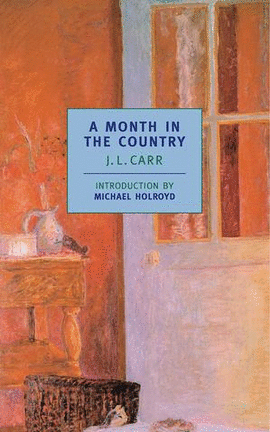 A MONTH IN
THE COUNTRY
J. L. CARR
INTRODUCTION BY
MICHAEL HOLROYD